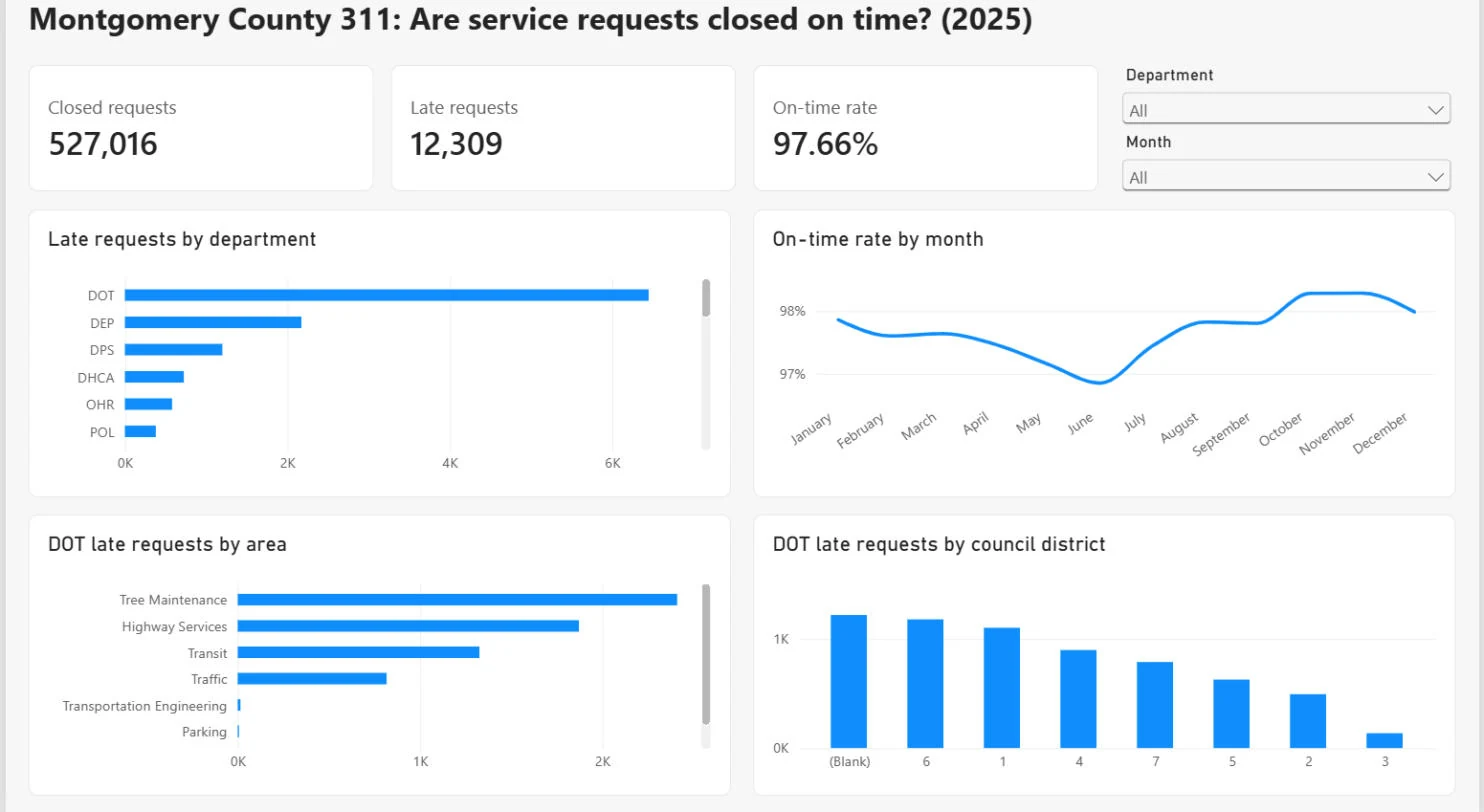 Montgomery County 311: Are service requests closed on time? (2025)
Closed requests
527,016
Late requests
12,309
On-time rate
97.66%
Department
All
Month
All
Late requests by department
DOT
DEP
DPS
DHCA
OHR
POL
0K 2K 4K 6K
On-time rate by month
98%
97%
January February March April May June July August September October November December
DOT late requests by area
Tree Maintenance
Highway Services
Transit
Traffic
Transportation Engineering
Parking
0K 1K 2K
DOT late requests by council district
1K
0K
(Blank) 6 1 4 7 5 2 3